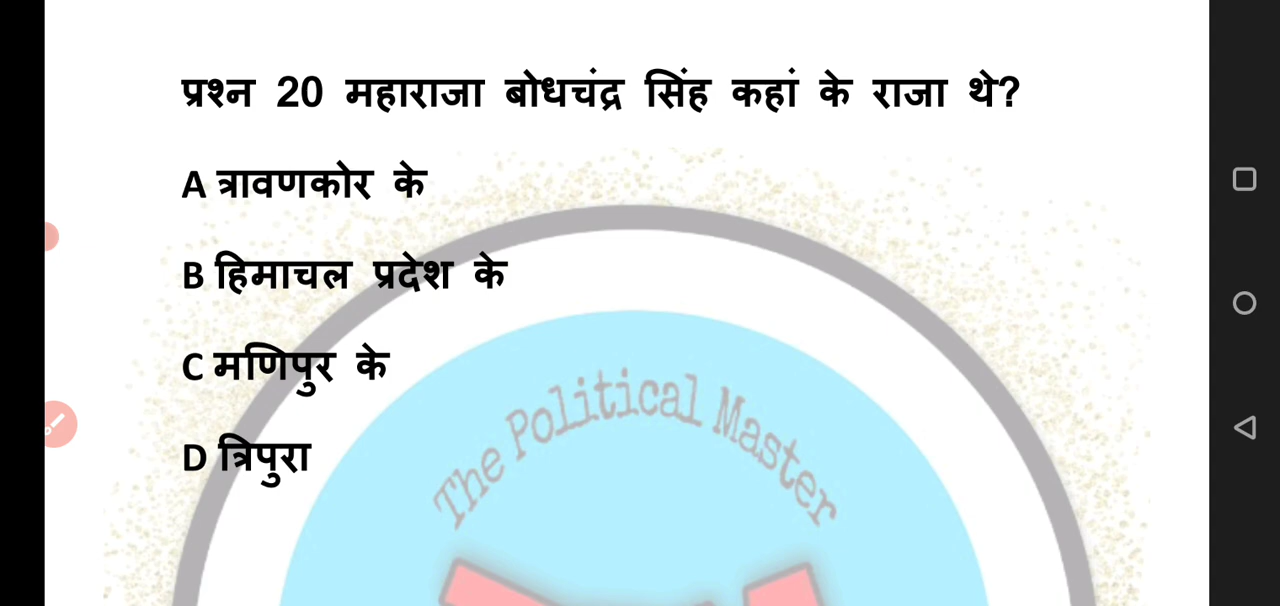 प्रश्न 20 महाराजा बोधचंद्र सिंह कहां के राजा थे?
A त्रावणकोर के
B हिमाचल प्रदेश के
C मणिपुर के
D त्रिपुरा
The Political Master